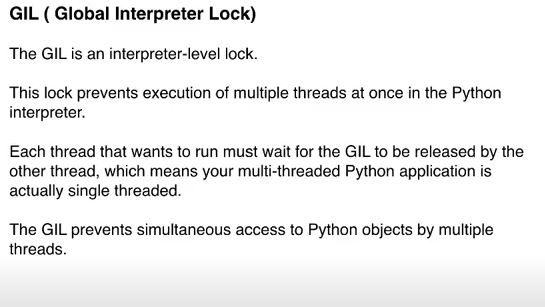 GIL ( Global Interpreter Lock)
The GIL is an interpreter-level lock.
This lock prevents execution of multiple threads at once in the Python
interpreter.
Each thread that wants to run must wait for the GIL to be released by the
other thread, which means your multi-threaded Python application is
actually single threaded.
The GIL prevents simultaneous access to Python objects by multiple
threads.